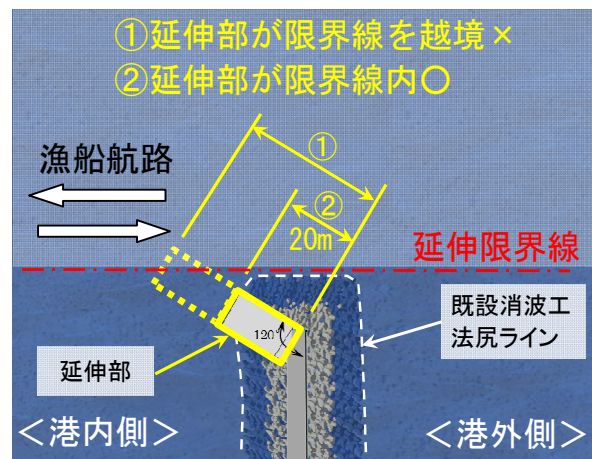 ①延伸部が限界線を越境×
②延伸部が限界線内〇
①
漁船航路
②
20m
延伸限界線
既設消波工
法尻ライン
120°
延伸部
＜港内側＞
＜港外側＞